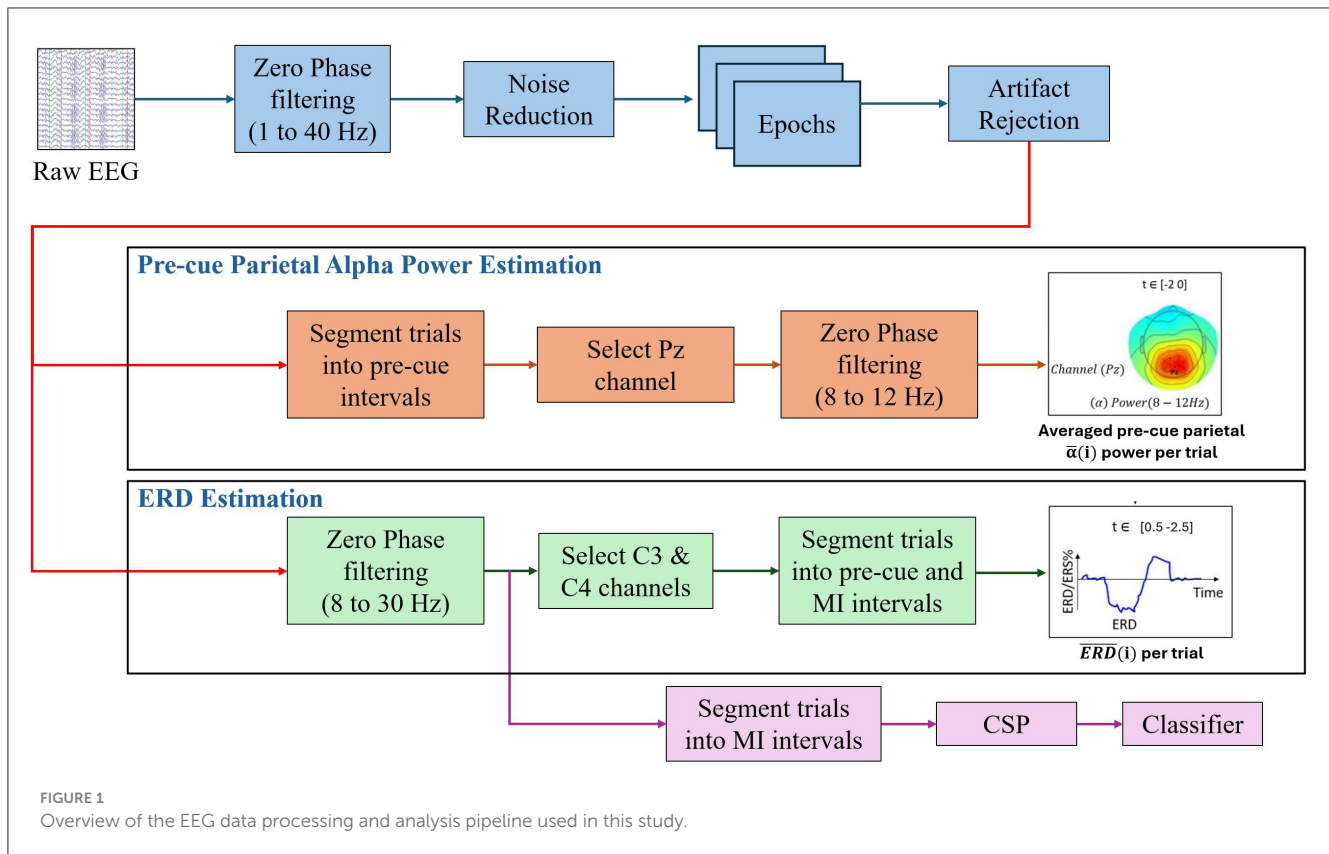 Raw EEG
Zero Phase
filtering
(1 to 40 Hz)
Noise
Reduction
Epochs
Artifact
Rejection
Pre-cue Parietal Alpha Power Estimation
Segment trials
into pre-cue
intervals
Select Pz
channel
Zero Phase
filtering
(8 to 12 Hz)
t ∈ [-2 0]
Channel (Pz)
(α) Power(8 − 12Hz)
Averaged pre-cue parietal
α̅(i) power per trial
ERD Estimation
Zero Phase
filtering
(8 to 30 Hz)
Select C3 &
C4 channels
Segment trials
into pre-cue and
MI intervals
t ∈ [0.5 -2.5]
ERD/ERS%
Time
ERD
E̅R̅D̅(i) per trial
Segment trials
into MI intervals
CSP
Classifier
FIGURE 1
Overview of the EEG data processing and analysis pipeline used in this study.